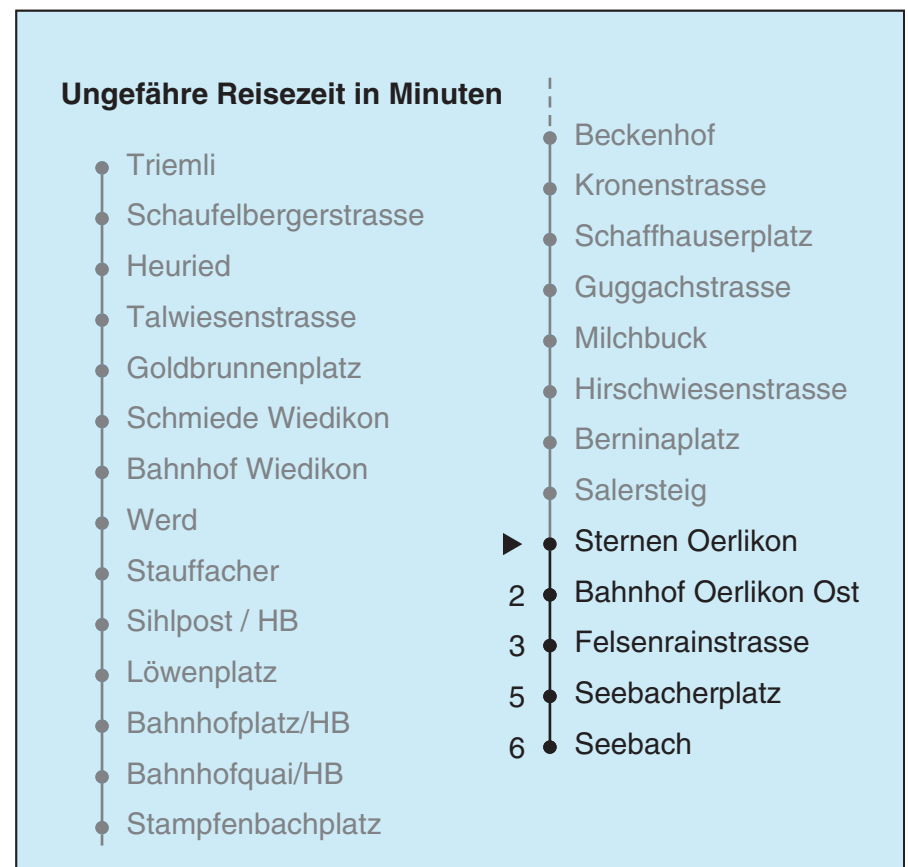 Ungefähre Reisezeit in Minuten
Triemli
Schaufelbergerstrasse
Heuried
Talwiesenstrasse
Goldbrunnenplatz
Schmiede Wiedikon
Bahnhof Wiedikon
Werd
Stauffacher
Sihlpost / HB
Löwenplatz
Bahnhofplatz/HB
Bahnhofquai/HB
Stampfenbachplatz
Beckenhof
Kronenstrasse
Schaffhauserplatz
Guggachstrasse
Milchbuck
Hirschwiesenstrasse
Berninaplatz
Salersteig
Sternen Oerlikon
2 Bahnhof Oerlikon Ost
3 Felsenrainstrasse
5 Seebacherplatz
6 Seebach